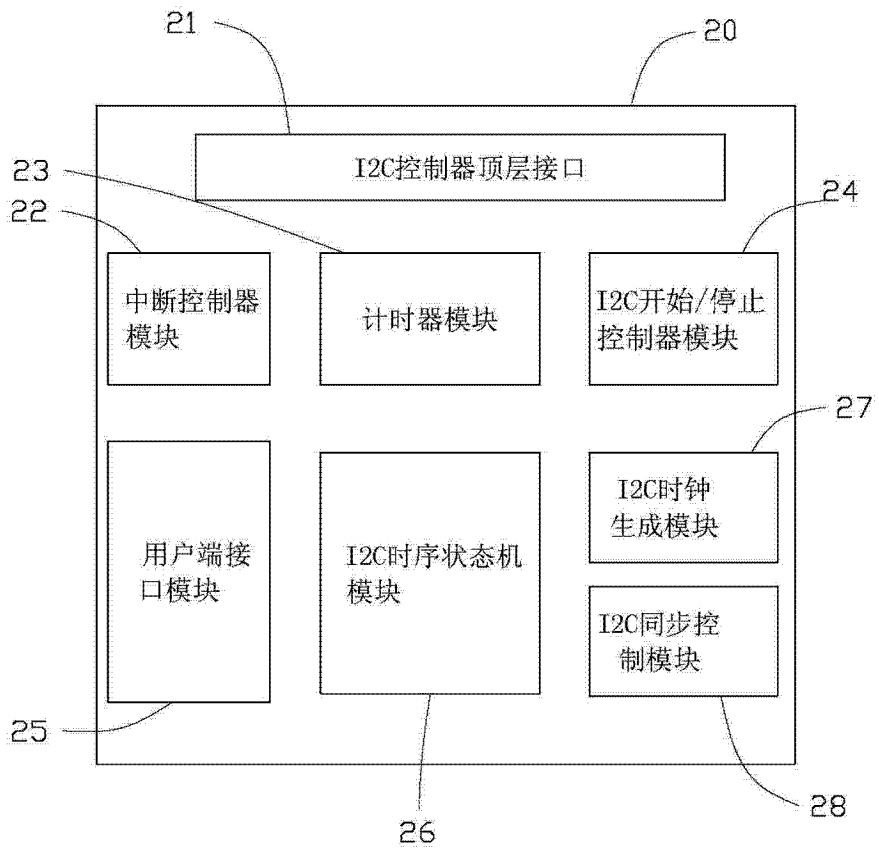 21
20
I2C控制器顶层接口
23
22
24
中断控制器
模块
计时器模块
I2C开始/停止
控制器模块
27
用户端接
口模块
I2C时序状态机
模块
I2C时钟
生成模块
I2C同步控
制模块
25
26
28